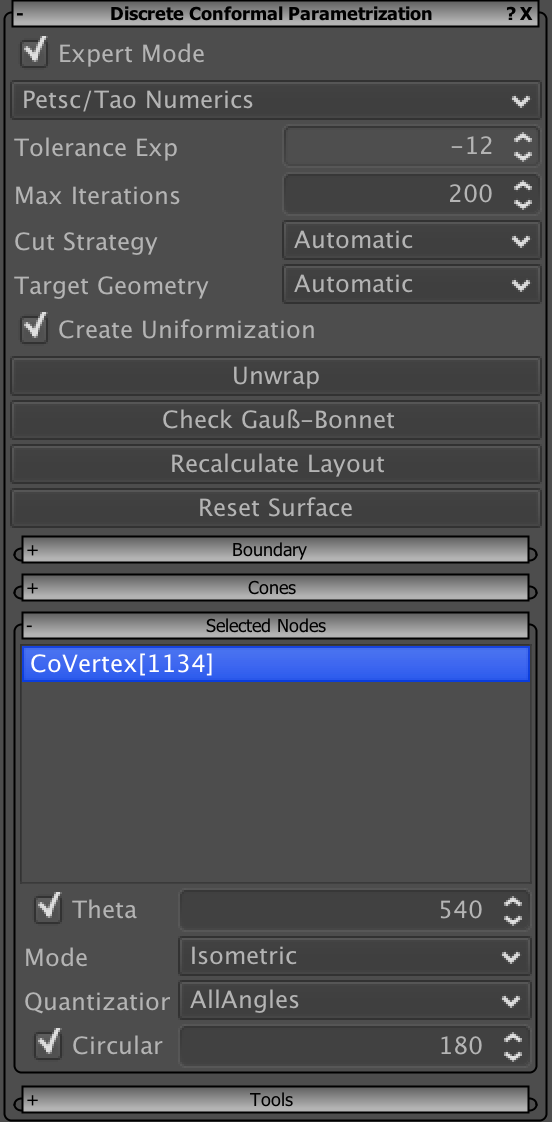 - Discrete Conformal Parametrization ? X
Expert Mode
Petsc/Tao Numerics
Tolerance Exp -12
Max Iterations 200
Cut Strategy Automatic
Target Geometry Automatic
Create Uniformization
Unwrap
Check Gauß-Bonnet
Recalculate Layout
Reset Surface
+ Boundary
+ Cones
- Selected Nodes
CoVertex[1134]
Theta 540
Mode Isometric
Quantization AllAngles
Circular 180
+ Tools